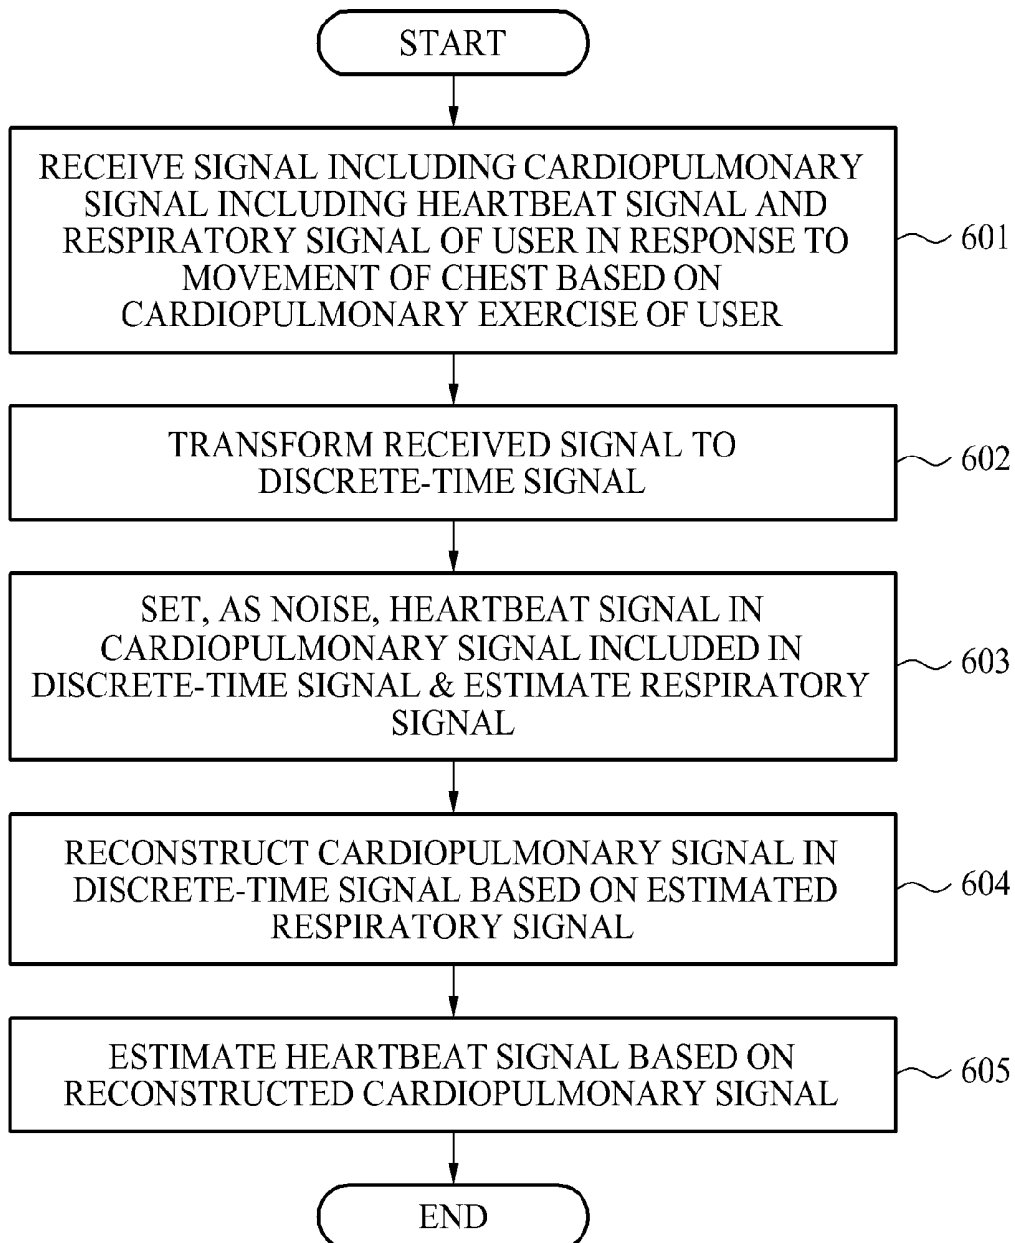 START
RECEIVE SIGNAL INCLUDING CARDIOPULMONARY
SIGNAL INCLUDING HEARTBEAT SIGNAL AND
RESPIRATORY SIGNAL OF USER IN RESPONSE TO
MOVEMENT OF CHEST BASED ON
CARDIOPULMONARY EXERCISE OF USER
601
TRANSFORM RECEIVED SIGNAL TO
DISCRETE-TIME SIGNAL
602
SET, AS NOISE, HEARTBEAT SIGNAL IN
CARDIOPULMONARY SIGNAL INCLUDED IN
DISCRETE-TIME SIGNAL & ESTIMATE RESPIRATORY
SIGNAL
603
RECONSTRUCT CARDIOPULMONARY SIGNAL IN
DISCRETE-TIME SIGNAL BASED ON ESTIMATED
RESPIRATORY SIGNAL
604
ESTIMATE HEARTBEAT SIGNAL BASED ON
RECONSTRUCTED CARDIOPULMONARY SIGNAL
605
END